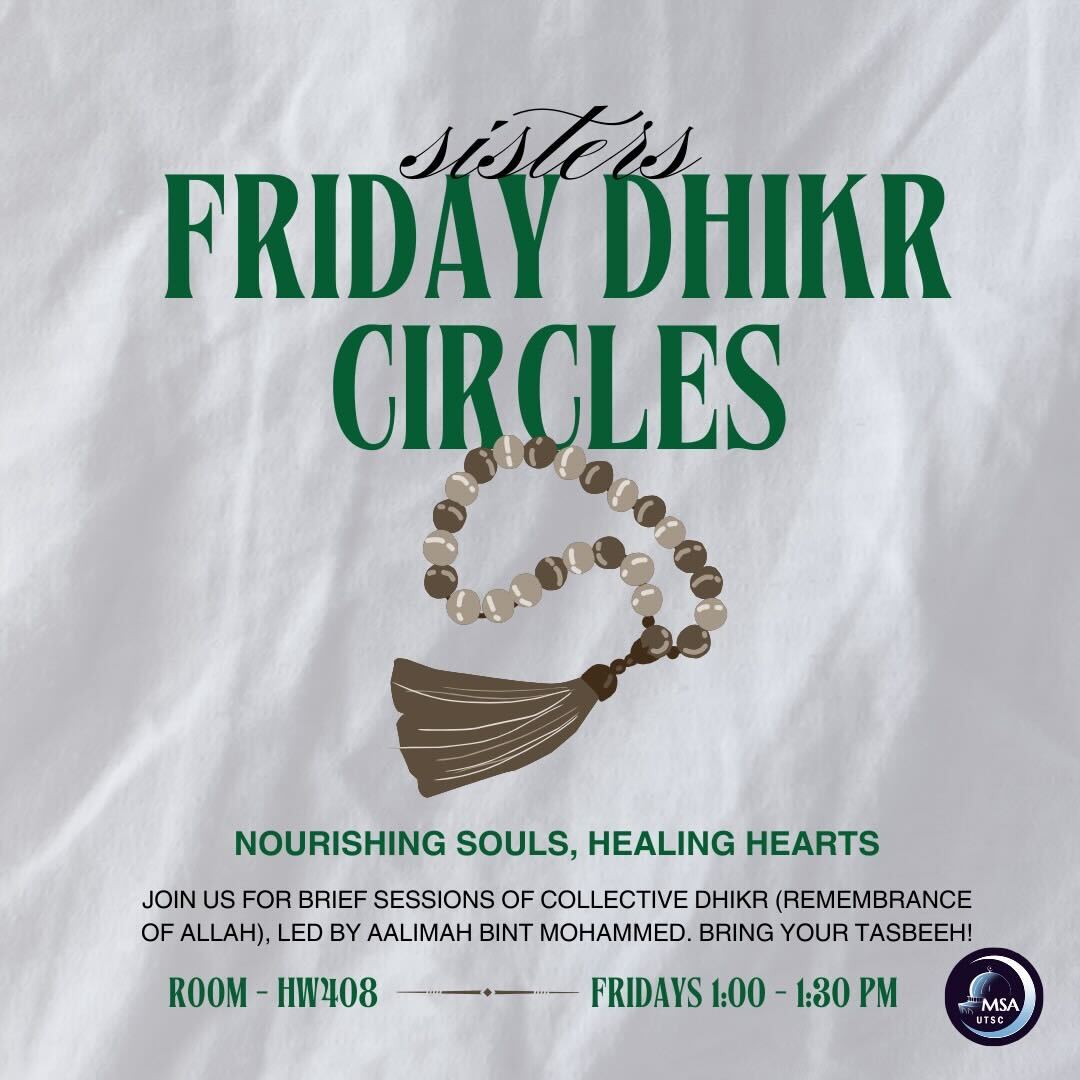 sisters
FRIDAY DHIKR
CIRCLES
NOURISHING SOULS, HEALING HEARTS
JOIN US FOR BRIEF SESSIONS OF COLLECTIVE DHIKR (REMEMBRANCE
OF ALLAH), LED BY AALIMAH BINT MOHAMMED. BRING YOUR TASBEEH!
ROOM - HW408 FRIDAYS 1:00 - 1:30 PM
MSA
UTSC